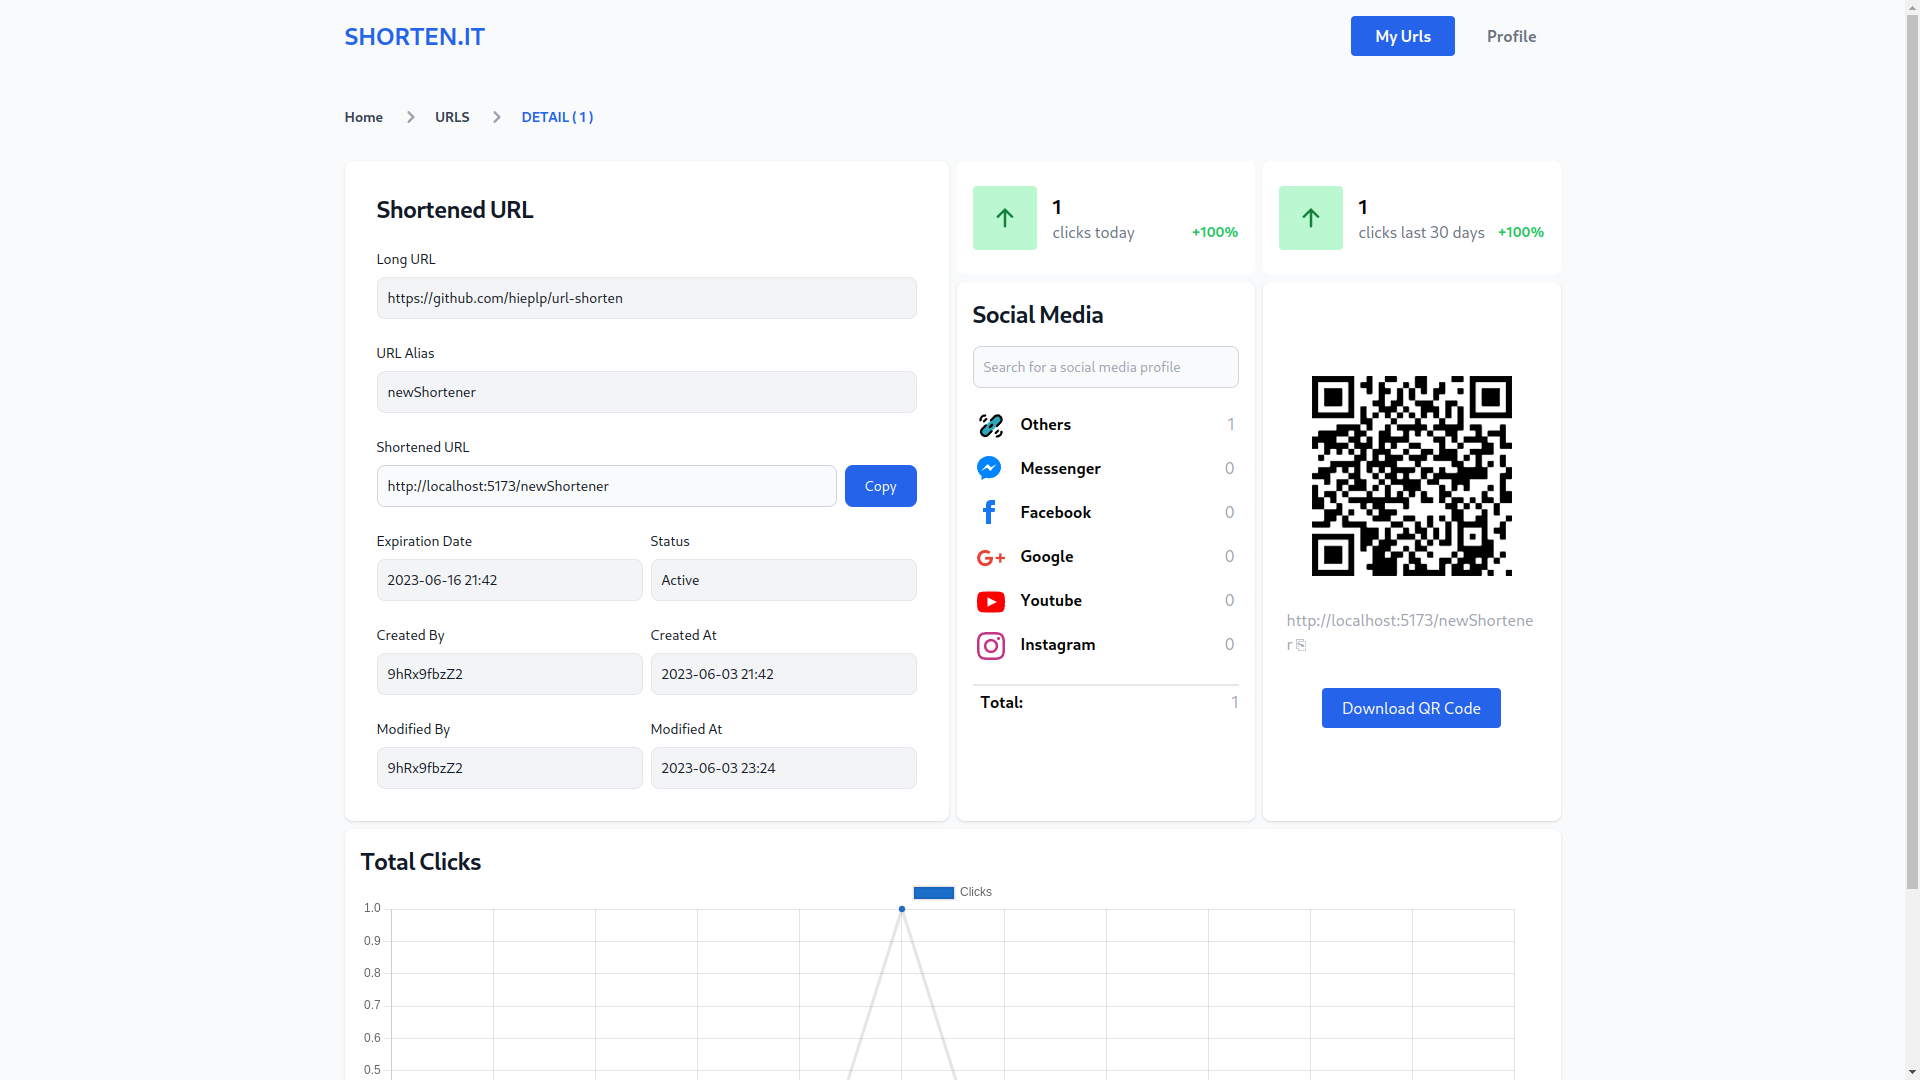 SHORTEN.IT
My Urls
Profile
Home
URLS
DETAIL ( 1 )
Shortened URL
Long URL
https://github.com/hieplp/url-shorten
URL Alias
newShortener
Shortened URL
http://localhost:5173/newShortener
Copy
Expiration Date
Status
2023-06-16 21:42
Active
Created By
Created At
9hRx9fbzZ2
2023-06-03 21:42
Modified By
Modified At
9hRx9fbzZ2
2023-06-03 23:24
1
clicks today
+100%
1
clicks last 30 days
+100%
Social Media
Search for a social media profile
Others 1
Messenger 0
Facebook 0
Google 0
Youtube 0
Instagram 0
Total: 1
http://localhost:5173/newShortene
r ⎘
Download QR Code
Total Clicks
Clicks
1.0
0.9
0.8
0.7
0.6
0.5